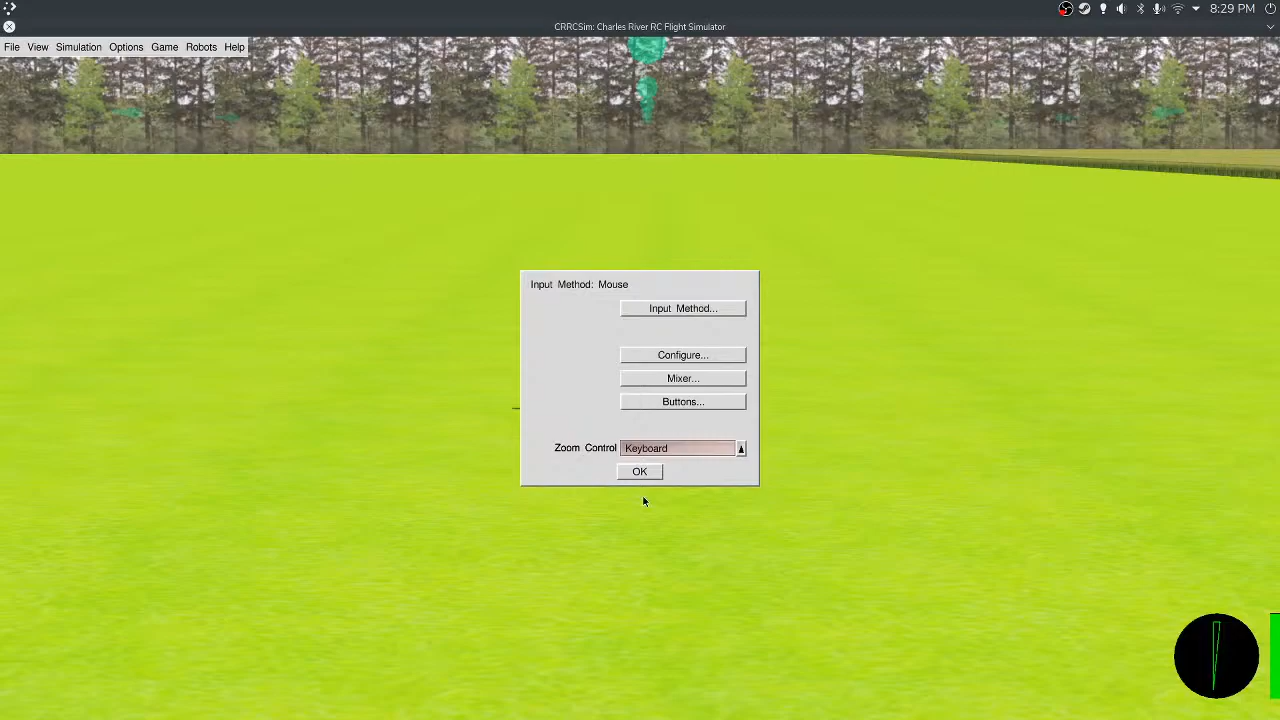 8:29 PM
CRRCSim: Charles River RC Flight Simulator
File View Simulation Options Game Robots Help
Input Method: Mouse
Input Method...
Configure...
Mixer...
Buttons...
Zoom Control Keyboard
OK